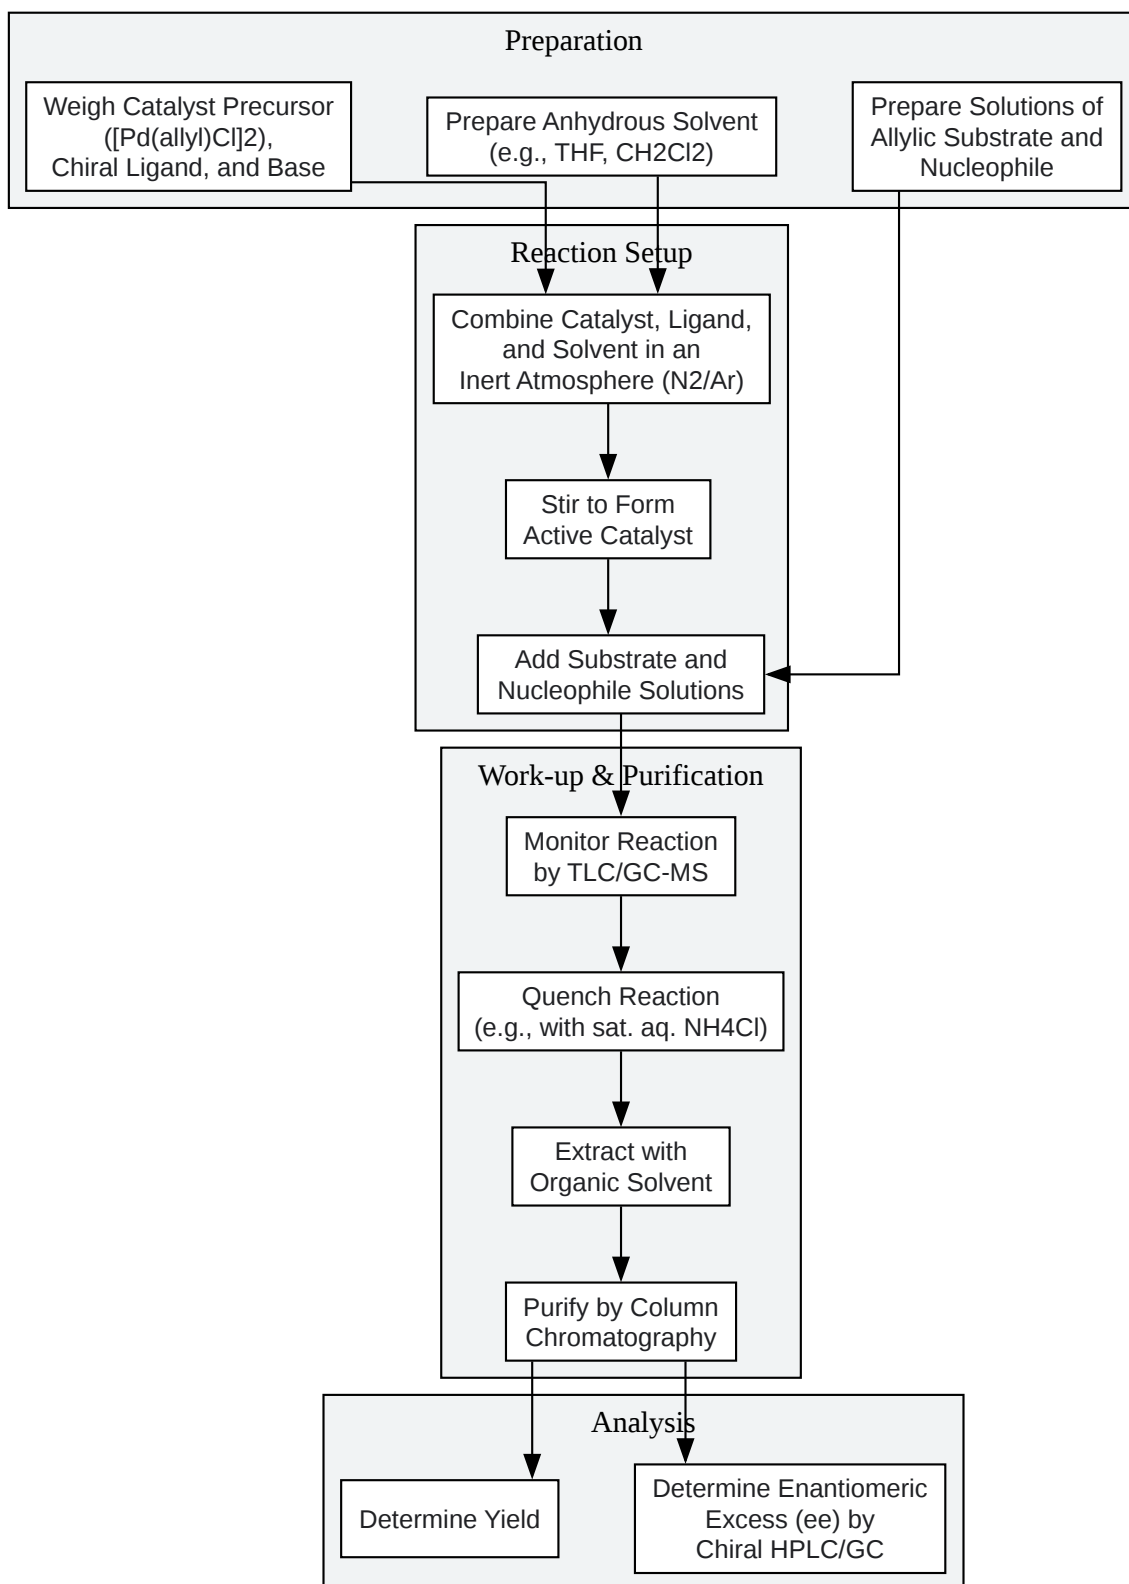 Preparation
Weigh Catalyst Precursor
([Pd(allyl)Cl]2),
Chiral Ligand, and Base
Prepare Anhydrous Solvent
(e.g., THF, CH2Cl2)
Prepare Solutions of
Allylic Substrate and
Nucleophile
Reaction Setup
Combine Catalyst, Ligand,
and Solvent in an
Inert Atmosphere (N2/Ar)
Stir to Form
Active Catalyst
Add Substrate and
Nucleophile Solutions
Work-up & Purification
Monitor Reaction
by TLC/GC-MS
Quench Reaction
(e.g., with sat. aq. NH4Cl)
Extract with
Organic Solvent
Purify by Column
Chromatography
Analysis
Determine Yield
Determine Enantiomeric
Excess (ee) by
Chiral HPLC/GC